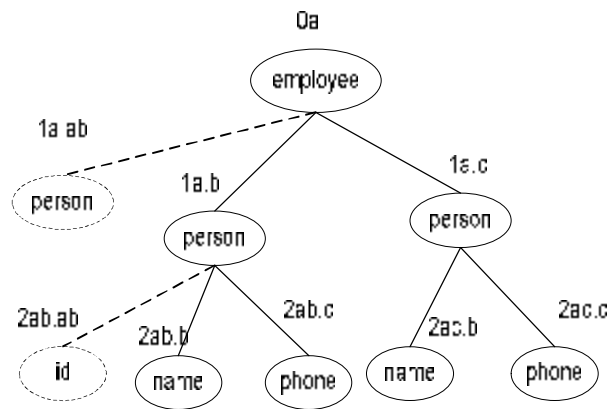 0a
employee
1a.ab
1a.b
1a.c
person
person
person
2ab.ab
2ab.b
2ab.c
2ac.b
2ac.c
id
name
phone
name
phone